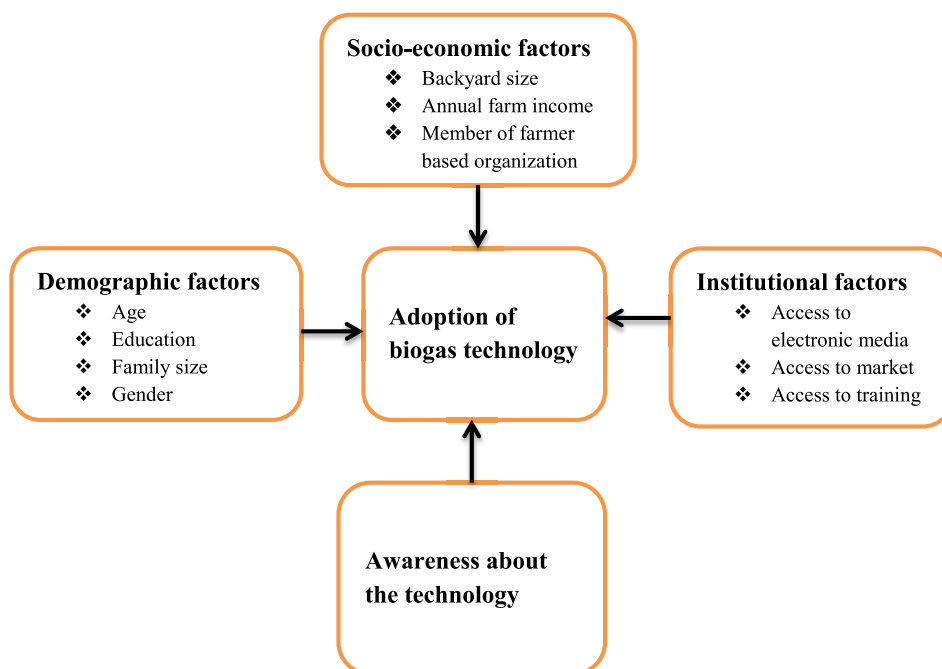 Socio-economic factors
❖ Backyard size
❖ Annual farm income
❖ Member of farmer
based organization
Demographic factors
❖ Age
❖ Education
❖ Family size
❖ Gender
Adoption of
biogas technology
Institutional factors
❖ Access to
electronic media
❖ Access to market
❖ Access to training
Awareness about
the technology